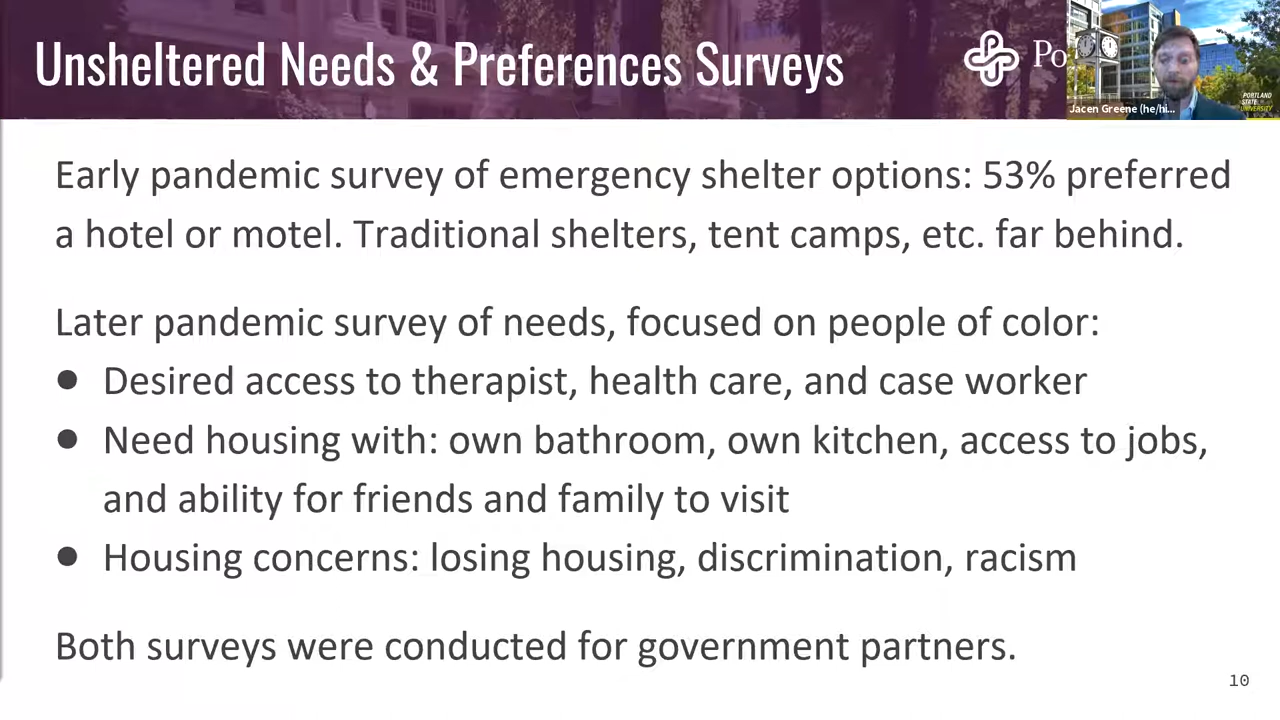 Unsheltered Needs & Preferences Surveys
Po
Jacen Greene (he/hi...
PORTLAND
STATE
UNIVERSITY
Early pandemic survey of emergency shelter options: 53% preferred
a hotel or motel. Traditional shelters, tent camps, etc. far behind.
Later pandemic survey of needs, focused on people of color:
● Desired access to therapist, health care, and case worker
● Need housing with: own bathroom, own kitchen, access to jobs,
and ability for friends and family to visit
● Housing concerns: losing housing, discrimination, racism
Both surveys were conducted for government partners.
10